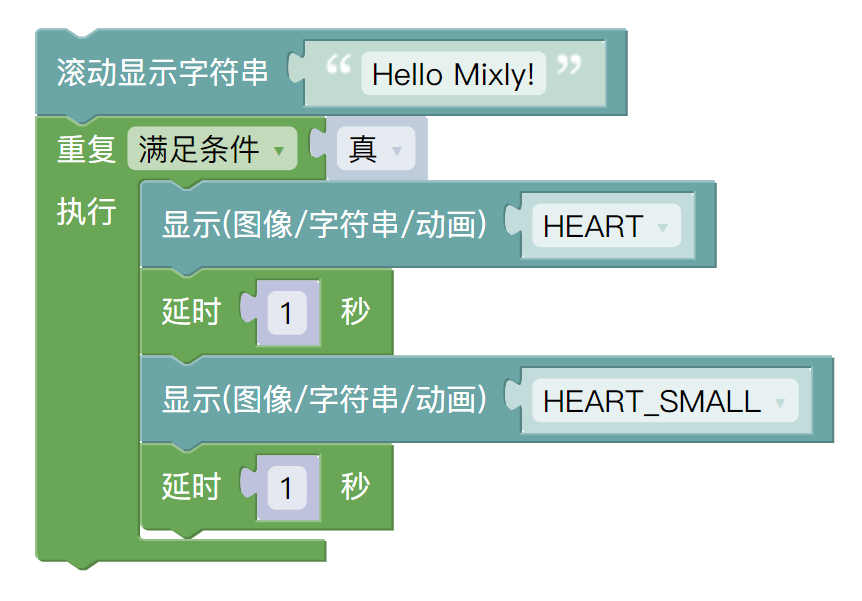 滚动显示字符串 “ Hello Mixly! ”
重复 满足条件 真
执行
显示(图像/字符串/动画) HEART
延时 1 秒
显示(图像/字符串/动画) HEART_SMALL
延时 1 秒